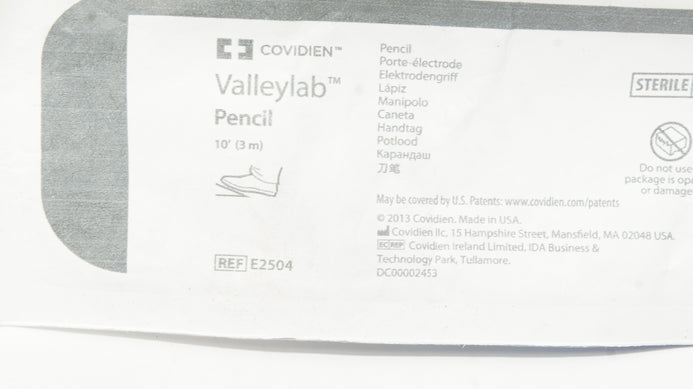 COVIDIEN™
Valleylab™
Pencil
10' (3 m)
REF E2504
Pencil
Porte-électrode
Elektrodengriff
Lápiz
Manipolo
Caneta
Handtag
Potlood
Карандаш
刀笔
May be covered by U.S. Patents: www.covidien.com/patents
© 2013 Covidien. Made in USA.
Covidien llc, 15 Hampshire Street, Mansfield, MA 02048 USA.
EC REP Covidien Ireland Limited, IDA Business &
Technology Park, Tullamore.
DC00002453
STERILE
Do not use
package is ope
or damage